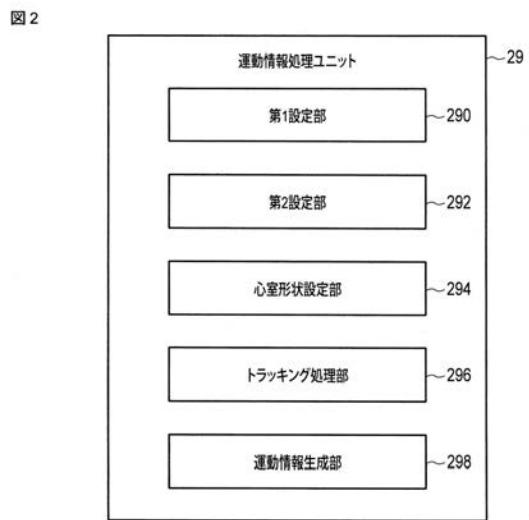 図2
運動情報処理ユニット
29
第1設定部
290
第2設定部
292
心室形状設定部
294
トラッキング処理部
296
運動情報生成部
298